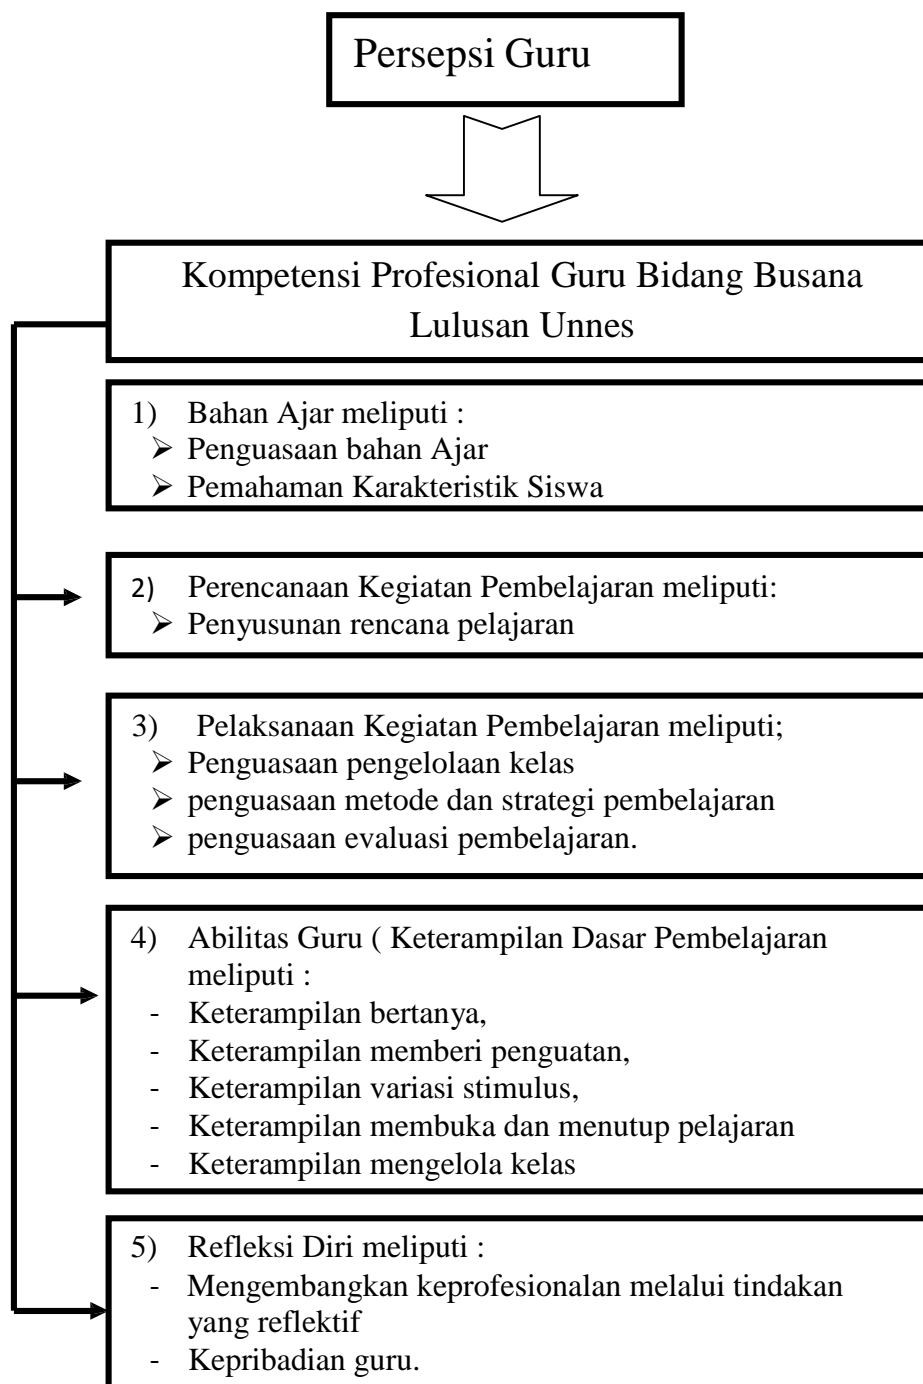 Persepsi Guru
Kompetensi Profesional Guru Bidang Busana
Lulusan Unnes
1) Bahan Ajar meliputi :
➢ Penguasaan bahan Ajar
➢ Pemahaman Karakteristik Siswa
2) Perencanaan Kegiatan Pembelajaran meliputi:
➢ Penyusunan rencana pelajaran
3) Pelaksanaan Kegiatan Pembelajaran meliputi;
➢ Penguasaan pengelolaan kelas
➢ penguasaan metode dan strategi pembelajaran
➢ penguasaan evaluasi pembelajaran.
4) Abilitas Guru ( Keterampilan Dasar Pembelajaran
meliputi :
- Keterampilan bertanya,
- Keterampilan memberi penguatan,
- Keterampilan variasi stimulus,
- Keterampilan membuka dan menutup pelajaran
- Keterampilan mengelola kelas
5) Refleksi Diri meliputi :
- Mengembangkan keprofesionalan melalui tindakan
yang reflektif
- Kepribadian guru.